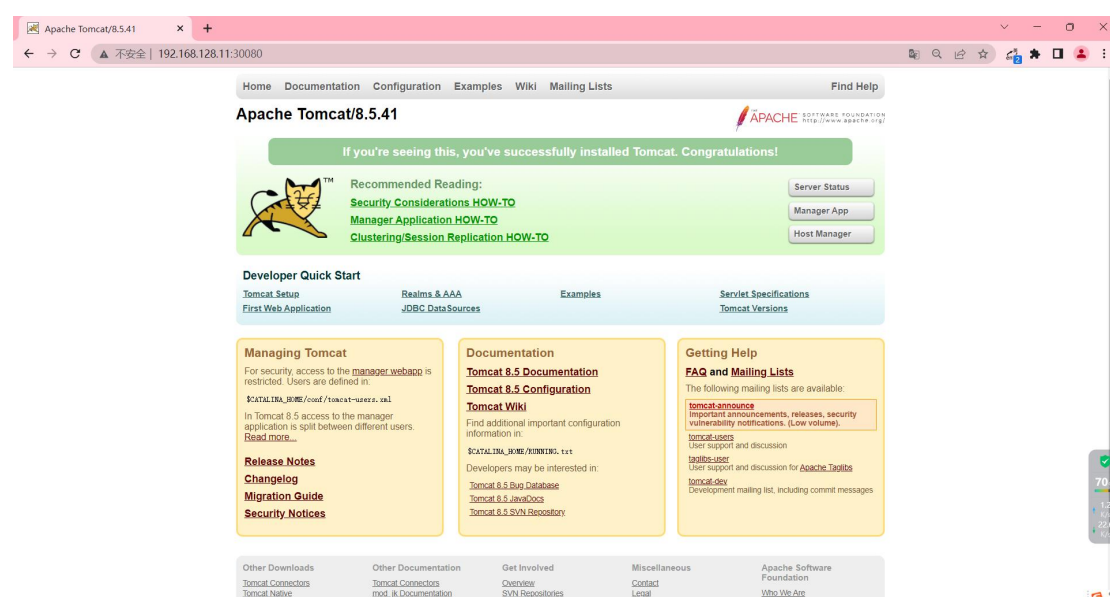 Apache Tomcat/8.5.41
不安全 | 192.168.128.11:30080
Home Documentation Configuration Examples Wiki Mailing Lists Find Help
Apache Tomcat/8.5.41
THE APACHE SOFTWARE FOUNDATION
http://www.apache.org/
If you're seeing this, you've successfully installed Tomcat. Congratulations!
TM
Recommended Reading:
Security Considerations HOW-TO
Manager Application HOW-TO
Clustering/Session Replication HOW-TO
Server Status
Manager App
Host Manager
Developer Quick Start
Tomcat Setup
First Web Application
Realms & AAA
JDBC DataSources
Examples
Servlet Specifications
Tomcat Versions
Managing Tomcat
For security, access to the manager webapp is
restricted. Users are defined in:
$CATALINA_HOME/conf/tomcat-users.xml
In Tomcat 8.5 access to the manager
application is split between different users.
Read more...
Release Notes
Changelog
Migration Guide
Security Notices
Documentation
Tomcat 8.5 Documentation
Tomcat 8.5 Configuration
Tomcat Wiki
Find additional important configuration
information in:
$CATALINA_HOME/RUNNING.txt
Developers may be interested in:
Tomcat 8.5 Bug Database
Tomcat 8.5 JavaDocs
Tomcat 8.5 SVN Repository
Getting Help
FAQ and Mailing Lists
The following mailing lists are available:
tomcat-announce
Important announcements, releases, security
vulnerability notifications. (Low volume).
tomcat-users
User support and discussion
taglibs-user
User support and discussion for Apache Taglibs
tomcat-dev
Development mailing list, including commit messages
Other Downloads
Tomcat Connectors
Tomcat Native
Other Documentation
Tomcat Connectors
mod_jk Documentation
Get Involved
Overview
SVN Repositories
Miscellaneous
Contact
Legal
Apache Software
Foundation
Who We Are
2
70